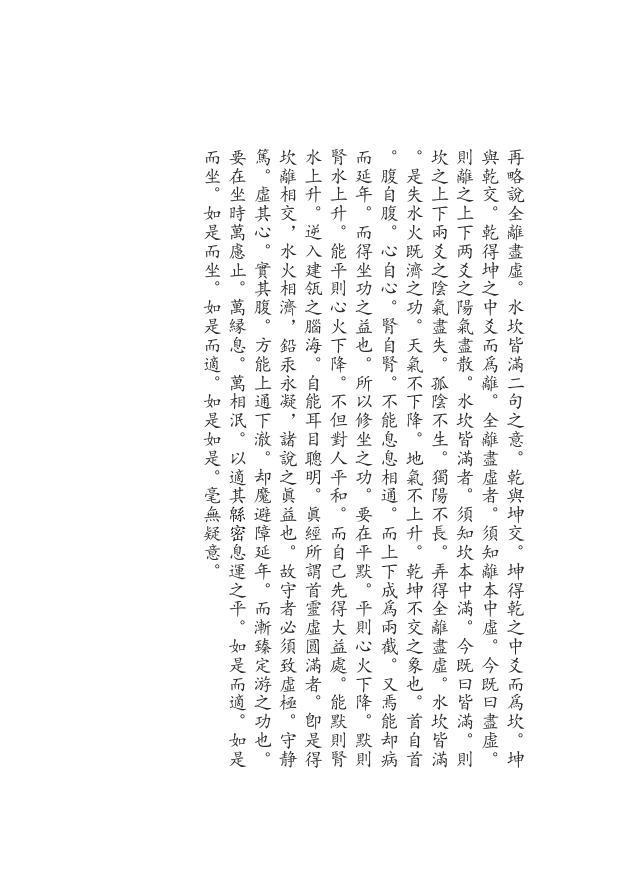 再略說全離盡虛。水坎皆滿二句之意。乾與坤交。坤得乾之中爻而爲坎。坤
與乾交。乾得坤之中爻而爲離。全離盡虛者。須知離本中虛。今既曰盡虛。
則離之上下两爻之陽氣盡散。水坎皆滿者。須知坎本中滿。今既曰皆滿。則
坎之上下兩爻之陰氣盡失。孤陰不生。獨陽不長。弄得全離盡虛。水坎皆滿
。是失水火既濟之功。天氣不下降。地氣不上升。乾坤不交之象也。首自首
。腹自腹。心自心。腎自腎。不能息息相通。而上下成爲兩截。又焉能却病
而延年。而得坐功之益也。所以修坐之功。要在平默。平則心火下降。默則
腎水上升。能平則心火下降。不但對人平和。而自己先得大益處。能默則腎
水上升。逆入建瓴之腦海。自能耳目聰明。眞經所謂首靈虛圓滿者。卽是得
坎離相交，水火相濟，鉛汞永凝，諸說之眞益也。故守者必須致虛極。守静
篤。虛其心。實其腹。方能上通下澈。却魔避障延年。而漸臻定游之功也。
要在坐時萬慮止。萬緣息。萬相泯。以適其緜密息運之平。如是而適。如是
而坐。如是而坐。如是而適。如是如是。毫無疑意。